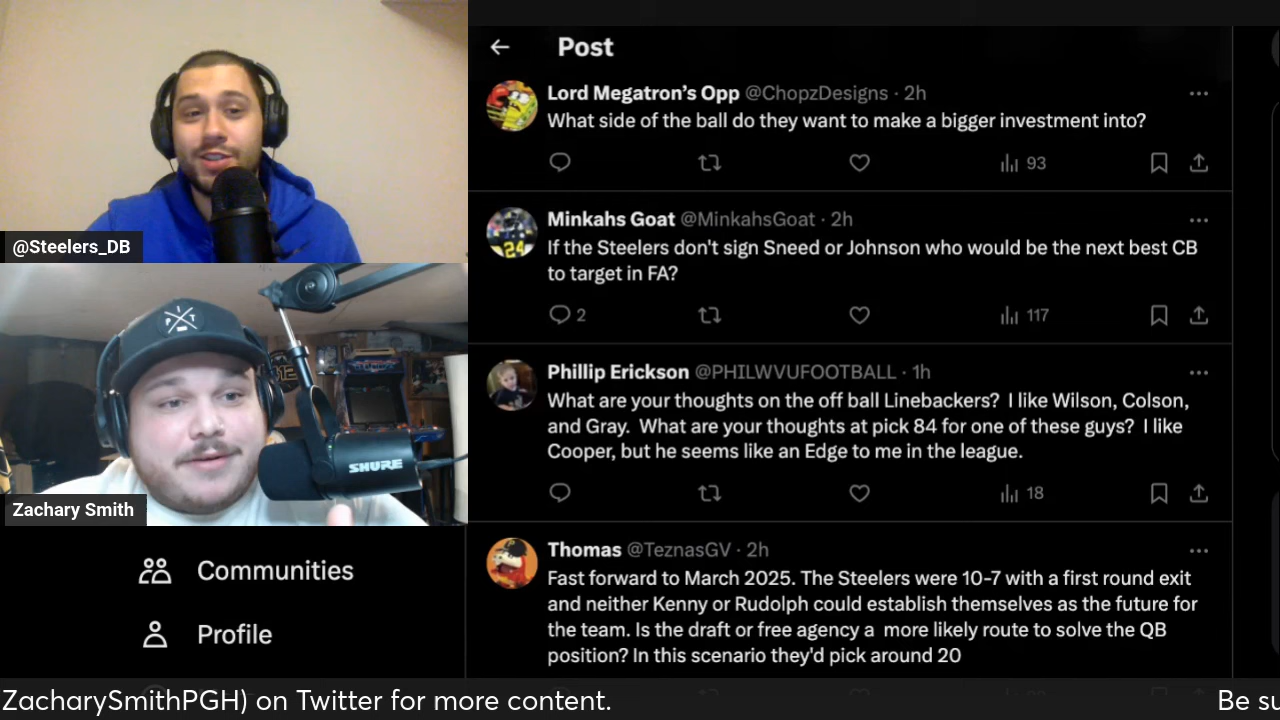 @Steelers_DB
P I T
12
SHURE
Zachary Smith
Communities
Profile
Post
Lord Megatron's Opp @ChopzDesigns · 2h
What side of the ball do they want to make a bigger investment into?
93
Minkahs Goat @MinkahsGoat · 2h
24
If the Steelers don't sign Sneed or Johnson who would be the next best CB
to target in FA?
2
117
Phillip Erickson @PHILWVUFOOTBALL · 1h
What are your thoughts on the off ball Linebackers? I like Wilson, Colson,
and Gray. What are your thoughts at pick 84 for one of these guys? I like
Cooper, but he seems like an Edge to me in the league.
18
Thomas @TeznasGV · 2h
Fast forward to March 2025. The Steelers were 10-7 with a first round exit
and neither Kenny or Rudolph could establish themselves as the future for
the team. Is the draft or free agency a more likely route to solve the QB
position? In this scenario they'd pick around 20
ZacharySmithPGH) on Twitter for more content. Be su